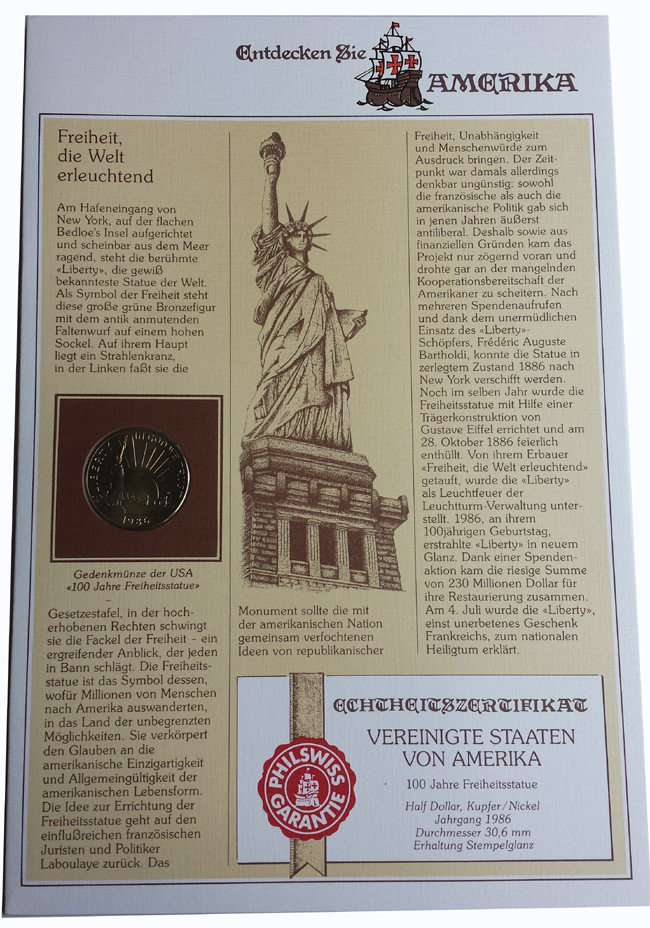 Entdecken Sie
AMERIKA
Freiheit,
die Welt
erleuchtend
Am Hafeneingang von
New York, auf der flachen
Bedloe's Insel aufgerichtet
und scheinbar aus dem Meer
ragend, steht die berühmte
«Liberty», die gewiß
bekannteste Statue der Welt.
Als Symbol der Freiheit steht
diese große grüne Bronzefigur
mit dem antik anmutenden
Faltenwurf auf einem hohen
Sockel. Auf ihrem Haupt
liegt ein Strahlenkranz,
in der Linken faßt sie die
LIBERTY IN GOD WE TRUST
1986
Gedenkmünze der USA
«100 Jahre Freiheitsstatue»
Gesetzestafel, in der hoch-
erhobenen Rechten schwingt
sie die Fackel der Freiheit – ein
ergreifender Anblick, der jeden
in Bann schlägt. Die Freiheits-
statue ist das Symbol dessen,
wofür Millionen von Menschen
nach Amerika auswanderten,
in das Land der unbegrenzten
Möglichkeiten. Sie verkörpert
den Glauben an die
amerikanische Einzigartigkeit
und Allgemeingültigkeit der
amerikanischen Lebensform.
Die Idee zur Errichtung der
Freiheitsstatue geht auf den
einflußreichen französischen
Juristen und Politiker
Laboulaye zurück. Das
Monument sollte die mit
der amerikanischen Nation
gemeinsam verfochtenen
Ideen von republikanischer
Freiheit, Unabhängigkeit
und Menschenwürde zum
Ausdruck bringen. Der Zeit-
punkt war damals allerdings
denkbar ungünstig: sowohl
die französische als auch die
amerikanische Politik gab sich
in jenen Jahren äußerst
antiliberal. Deshalb sowie aus
finanziellen Gründen kam das
Projekt nur zögernd voran und
drohte gar an der mangelnden
Kooperationsbereitschaft der
Amerikaner zu scheitern. Nach
mehreren Spendenaufrufen
und dank dem unermüdlichen
Einsatz des «Liberty»-
Schöpfers, Frédéric Auguste
Bartholdi, konnte die Statue in
zerlegtem Zustand 1886 nach
New York verschifft werden.
Noch im selben Jahr wurde die
Freiheitsstatue mit Hilfe einer
Trägerkonstruktion von
Gustave Eiffel errichtet und am
28. Oktober 1886 feierlich
enthüllt. Von ihrem Erbauer
«Freiheit, die Welt erleuchtend»
getauft, wurde die «Liberty»
als Leuchtfeuer der
Leuchtturm-Verwaltung unter-
stellt. 1986, an ihrem
100jährigen Geburtstag,
erstrahlte «Liberty» in neuem
Glanz. Dank einer Spenden-
aktion kam die riesige Summe
von 230 Millionen Dollar für
ihre Restaurierung zusammen.
Am 4. Juli wurde die «Liberty»,
einst unerbetenes Geschenk
Frankreichs, zum nationalen
Heiligtum erklärt.
ECHTHEITSZERTIFIKAT
VEREINIGTE STAATEN
VON AMERIKA
100 Jahre Freiheitsstatue
Half Dollar, Kupfer/Nickel
Jahrgang 1986
Durchmesser 30,6 mm
Erhaltung Stempelglanz
PHILSWISS
GARANTIE